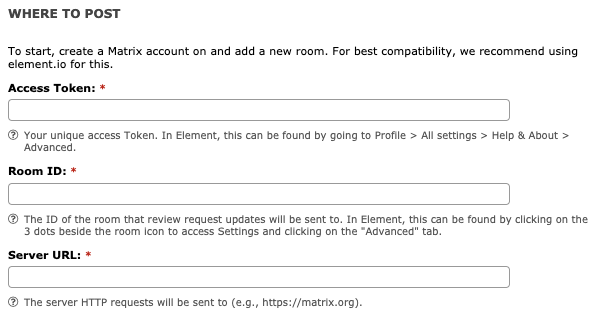 WHERE TO POST
To start, create a Matrix account on and add a new room. For best compatibility, we recommend using
element.io for this.
Access Token: *
Your unique access Token. In Element, this can be found by going to Profile > All settings > Help & About >
Advanced.
Room ID: *
The ID of the room that review request updates will be sent to. In Element, this can be found by clicking on the
3 dots beside the room icon to access Settings and clicking on the "Advanced" tab.
Server URL: *
The server HTTP requests will be sent to (e.g., https://matrix.org).